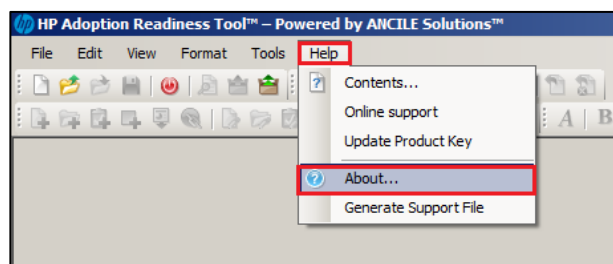 HP Adoption Readiness Tool™ – Powered by ANCILE Solutions™
File Edit View Format Tools Help
Contents...
Online support
A B
Update Product Key
About...
Generate Support File